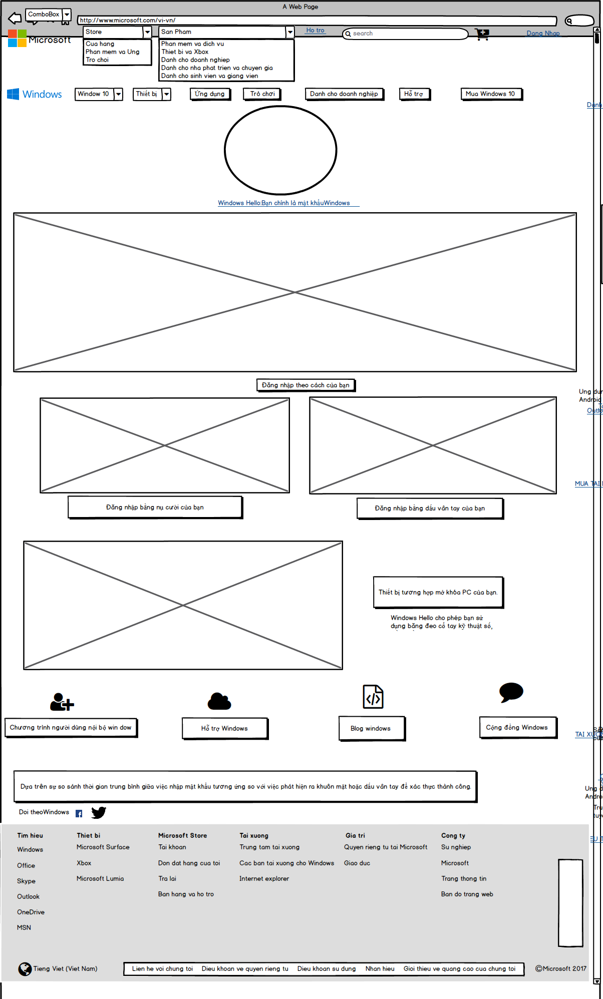 A Web Page
ComboBox
http://www.microsoft.com/vi-vn/
Microsoft
Store
San Pham
Ho tro
search
Dang Nhap
Cua hang
Phan mem va Ung
Tro choi
Phan mem va dich vu
Thiet bi va Xbox
Danh cho doanh nghiep
Danh cho nha phat trien va chuyen gia
Danh cho sinh vien va giang vien
Windows
Window 10
Thiết bị
Ứng dụng
Trò chơi
Danh cho doanh nghiệp
Hỗ trợ
Mua Windows 10
Windows Hello:Bạn chính là mật khẩuWindows
Đăng nhập theo cách của bạn
Ung dun
Android
Outlo
MUA TAI
Đăng nhập bằng nụ cười của bạn
Đăng nhập bằng dấu vân tay của bạn
Thiết bị tương hợp mở khóa PC của bạn.
Windows Hello cho phép bạn sử
dụng băng đeo cổ tay kỹ thuật số,
Chương trình người dùng nội bộ win dow
Hỗ trợ Windows
Blog windows
Cộng đồng Windows
TAI XUON
Dựa trên sự so sánh thời gian trung bình giữa việc nhập mật khẩu tương ứng so với việc phát hiện ra khuôn mặt hoặc dấu vân tay để xác thực thành công.
Ung d
Androi
Tru
tuye
Doi theoWindows
Tim hieu
Windows
Office
Skype
Outlook
OneDrive
MSN
Thiet bi
Microsoft Surface
Xbox
Microsoft Lumia
Microsoft Store
Tai khoan
Don dat hang cua toi
Tra lai
Ban hang va ho tro
Tai xuong
Trung tam tai xuong
Cac ban tai xuong cho Windows
Internet explorer
Gia tri
Quyen rieng tu tai Microsoft
Giao duc
Cong ty
Su nghiep
Microsoft
Trang thong tin
Ban do trang web
Tieng Viet (Viet Nam)
Lien he voi chung toi Dieu khoan ve quyen rieng tu Dieu khoan su dung Nhan hieu Gioi thieu ve quang cao cua chung toi
©Microsoft 2017